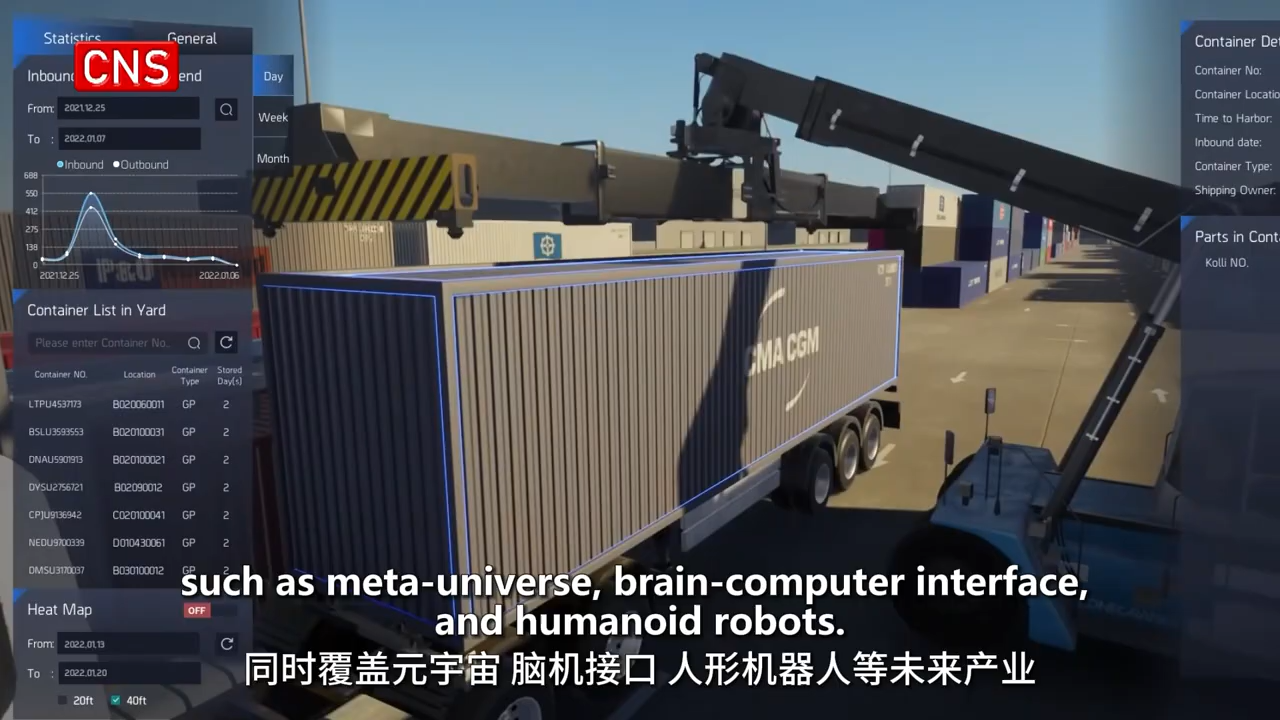 Statistics
General
CNS
Inbound
end
Day
Week
Month
From:
2021.12.25
To :
2022.01.07
Inbound
Outbound
688
550
412
275
138
0
2021.12.25
2022.01.06
Container List in Yard
Please enter Container No..
Container NO.
Location
Container Type
Stored Day(s)
LTPU4537173 B020060011 GP 2
BSLU3593553 B020100031 GP 2
DNAU5901913 B020100021 GP 2
DYSU2756721 B02090012 GP 2
CPJU9136942 C020100041 GP 2
NEDU9700339 D010430061 GP 2
DMSU3170037 B030100012 GP 2
Heat Map
OFF
From:
2022.01.13
To :
2022.01.20
20ft
40ft
CMA CGM
Container De
Container No:
Container Locatio
Time to Harbor:
Inbound date:
Container Type:
Shipping Owner:
Parts in Cont
Kolli NO.
such as meta-universe, brain-computer interface,
and humanoid robots.
同时覆盖元宇宙 脑机接口 人形机器人等未来产业